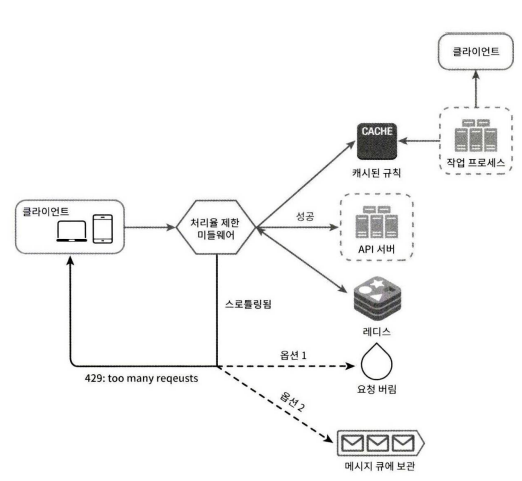 클라이언트
CACHE
캐시된 규칙
작업 프로세스
클라이언트
처리율 제한
미들웨어
성공
API 서버
스로틀링됨
레디스
옵션 1
429: too many reqeusts
요청 버림
옵션 2
메시지 큐에 보관